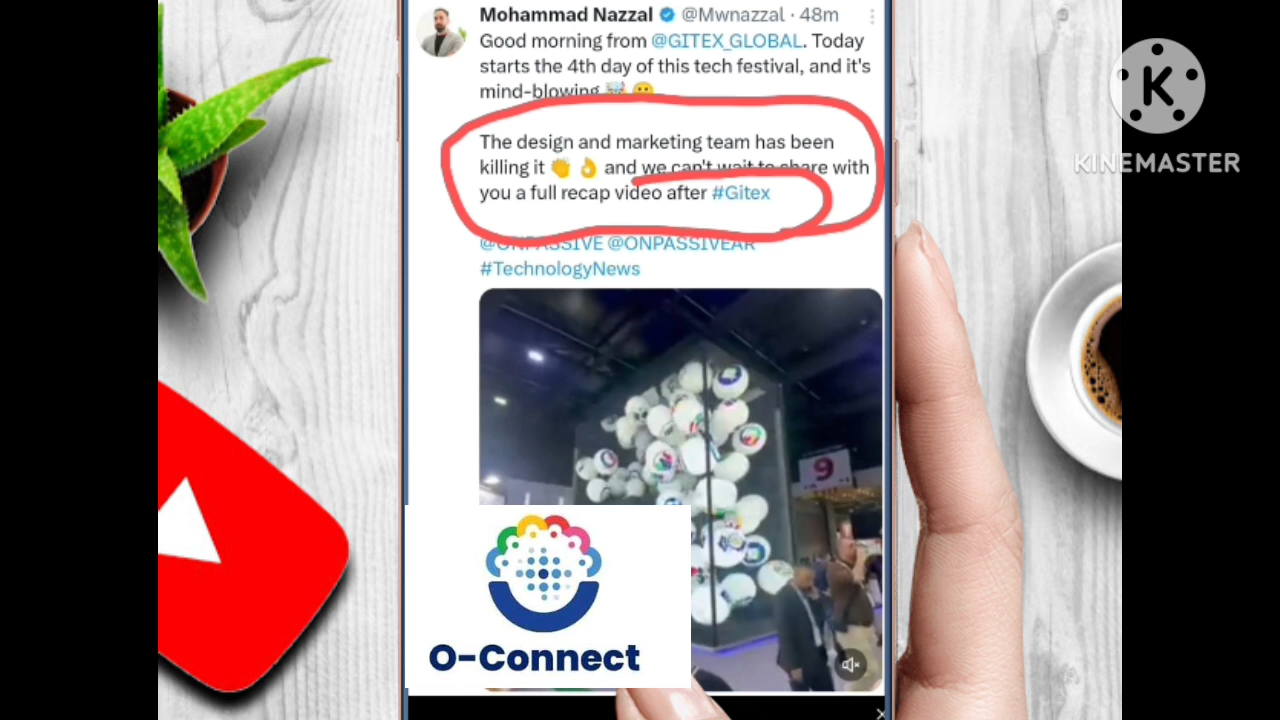 Mohammad Nazzal @Mwnazzal · 48m
Good morning from @GITEX_GLOBAL. Today
starts the 4th day of this tech festival, and it's
mind-blowing 🤯 😀
The design and marketing team has been
killing it 👏 👌 and we can't wait to share with
you a full recap video after #Gitex
@ONPASSIVE @ONPASSIVEAR
#TechnologyNews
9
O-Connect
K
KINEMASTER